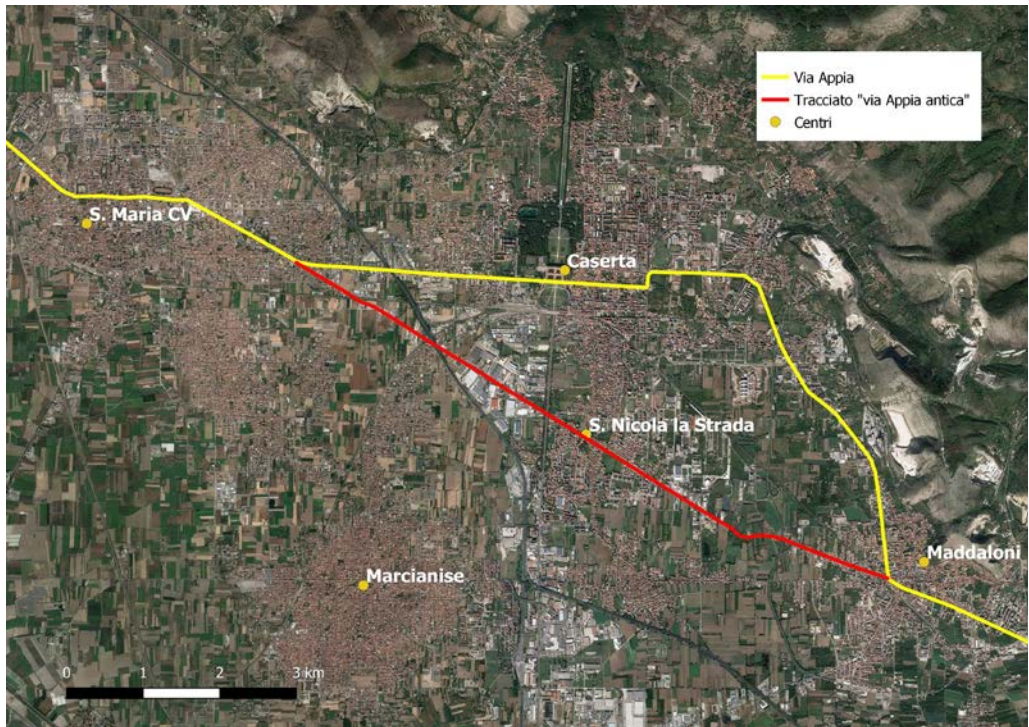 Via Appia
Tracciato "via Appia antica"
Centri
S. Maria CV
Caserta
S. Nicola la Strada
Maddaloni
Marcianise
0 1 2 3 km